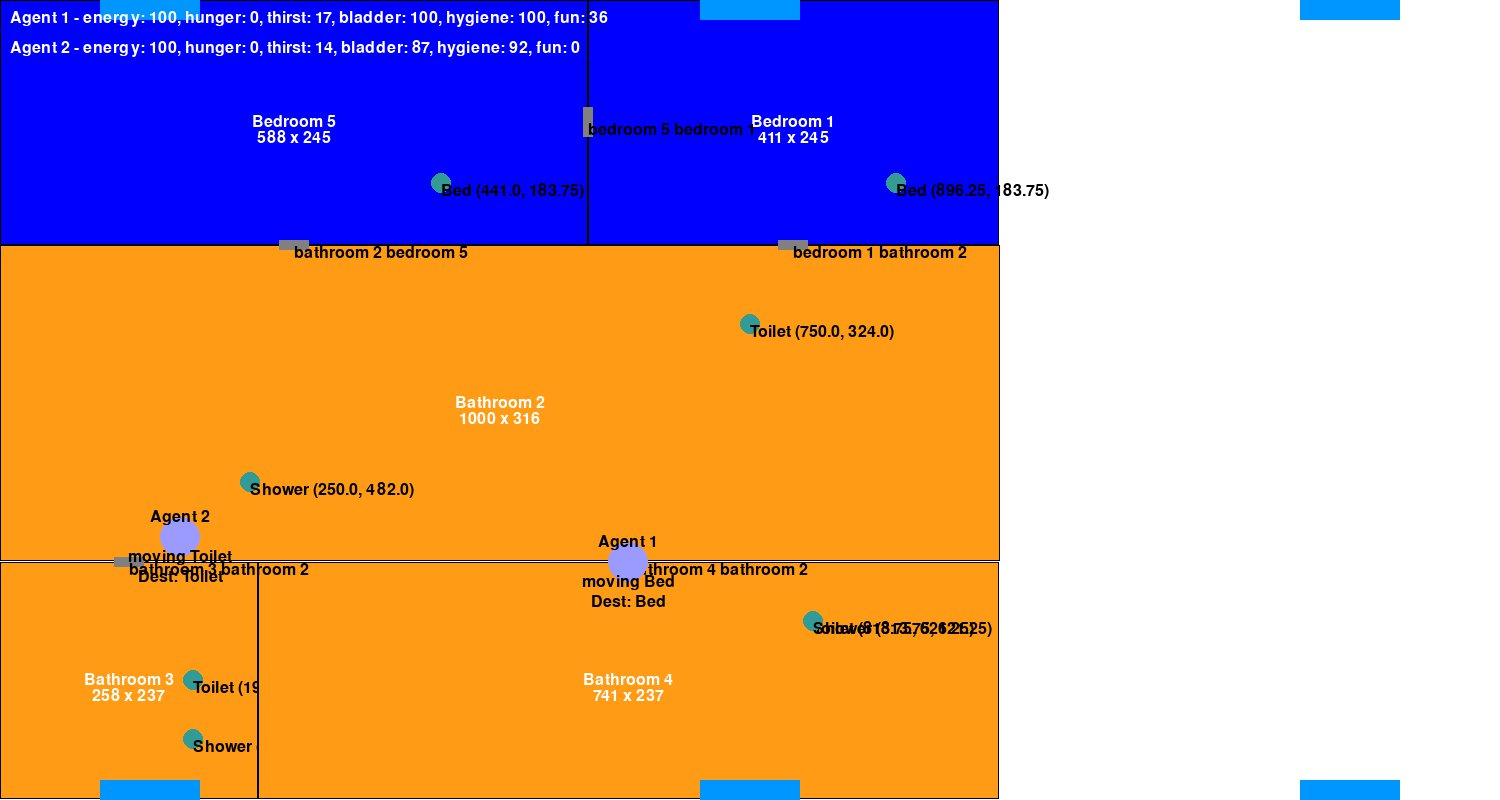 Agent 1 - energy: 100, hunger: 0, thirst: 17, bladder: 100, hygiene: 100, fun: 36
Agent 2 - energy: 100, hunger: 0, thirst: 14, bladder: 87, hygiene: 92, fun: 0
Bedroom 5
588 x 245
bedroom 5 bedroom 1
Bedroom 1
411 x 245
Bed (441.0, 183.75)
Bed (896.25, 183.75)
bathroom 2 bedroom 5
bedroom 1 bathroom 2
Toilet (750.0, 324.0)
Bathroom 2
1000 x 316
Shower (250.0, 482.0)
Agent 2
moving Toilet
Dest: Toilet
bathroom 3 bathroom 2
Agent 1
moving Bed
Dest: Bed
throom 4 bathroom 2
Bathroom 3
258 x 237
Toilet (19
Shower
Bathroom 4
741 x 237